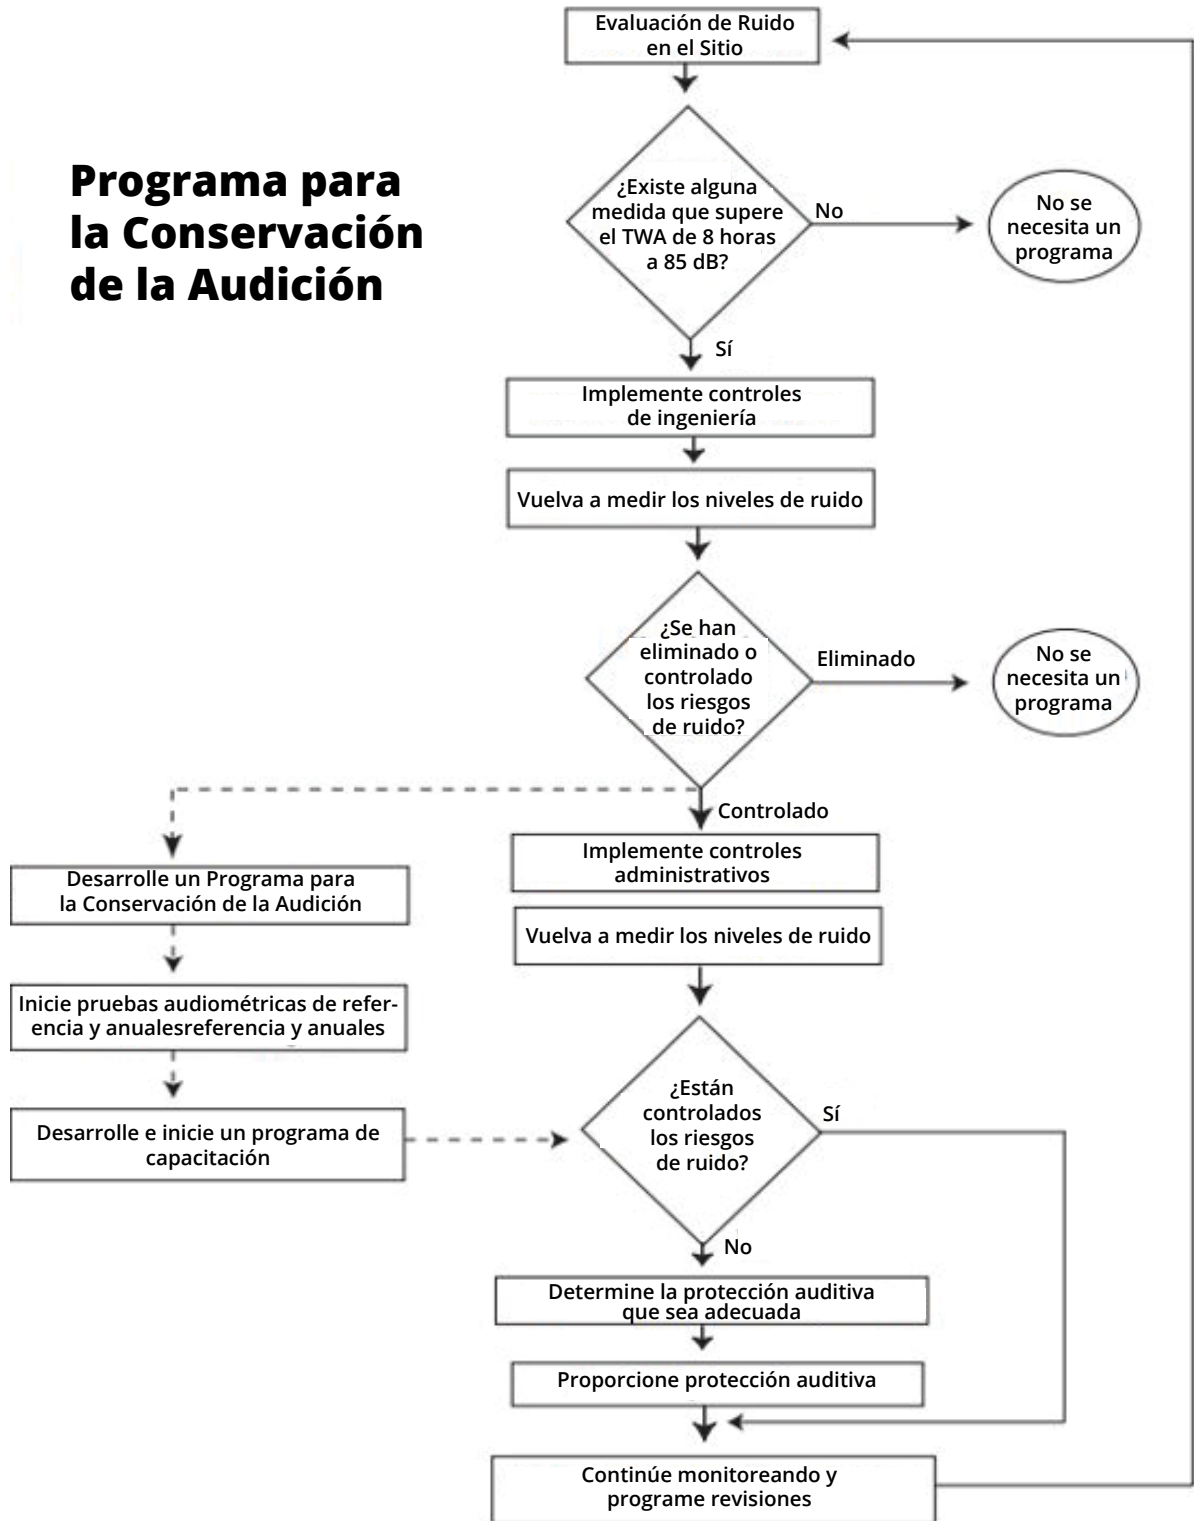 Evaluación de Ruido
en el Sitio
Programa para
la Conservación
de la Audición
¿Existe alguna
medida que supere
el TWA de 8 horas
a 85 dB?
No
No se
necesita un
programa
Sí
Implemente controles
de ingeniería
Vuelva a medir los niveles de ruido
¿Se han
eliminado o
controlado
los riesgos
de ruido?
Eliminado
No se
necesita un
programa
Controlado
Implemente controles
administrativos
Vuelva a medir los niveles de ruido
Desarrolle un Programa para
la Conservación de la Audición
Inicie pruebas audiométricas de refer-
encia y anualesreferencia y anuales
Desarrolle e inicie un programa de
capacitación
¿Están
controlados
los riesgos
de ruido?
Sí
No
Determine la protección auditiva
que sea adecuada
Proporcione protección auditiva
Continúe monitoreando y
programe revisiones